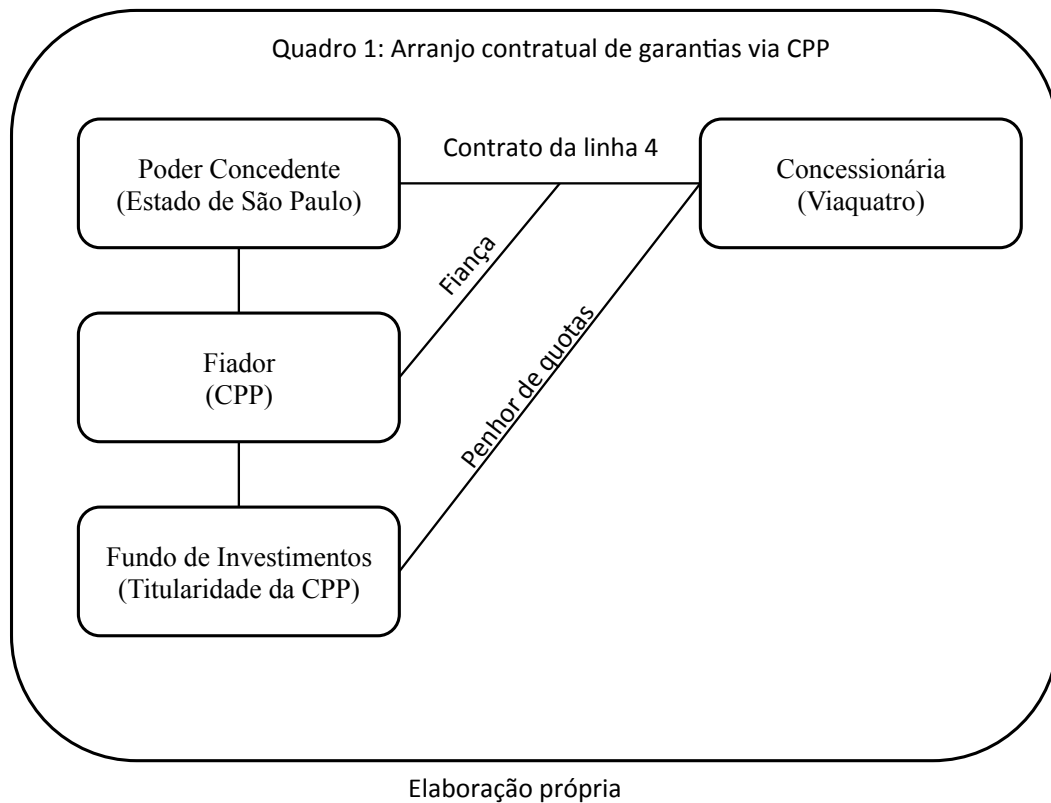 Quadro 1: Arranjo contratual de garantias via CPP
Poder Concedente
(Estado de São Paulo)
Contrato da linha 4
Concessionária
(Viaquatro)
Fiança
Fiador
(CPP)
Penhor de quotas
Fundo de Investimentos
(Titularidade da CPP)
Elaboração própria